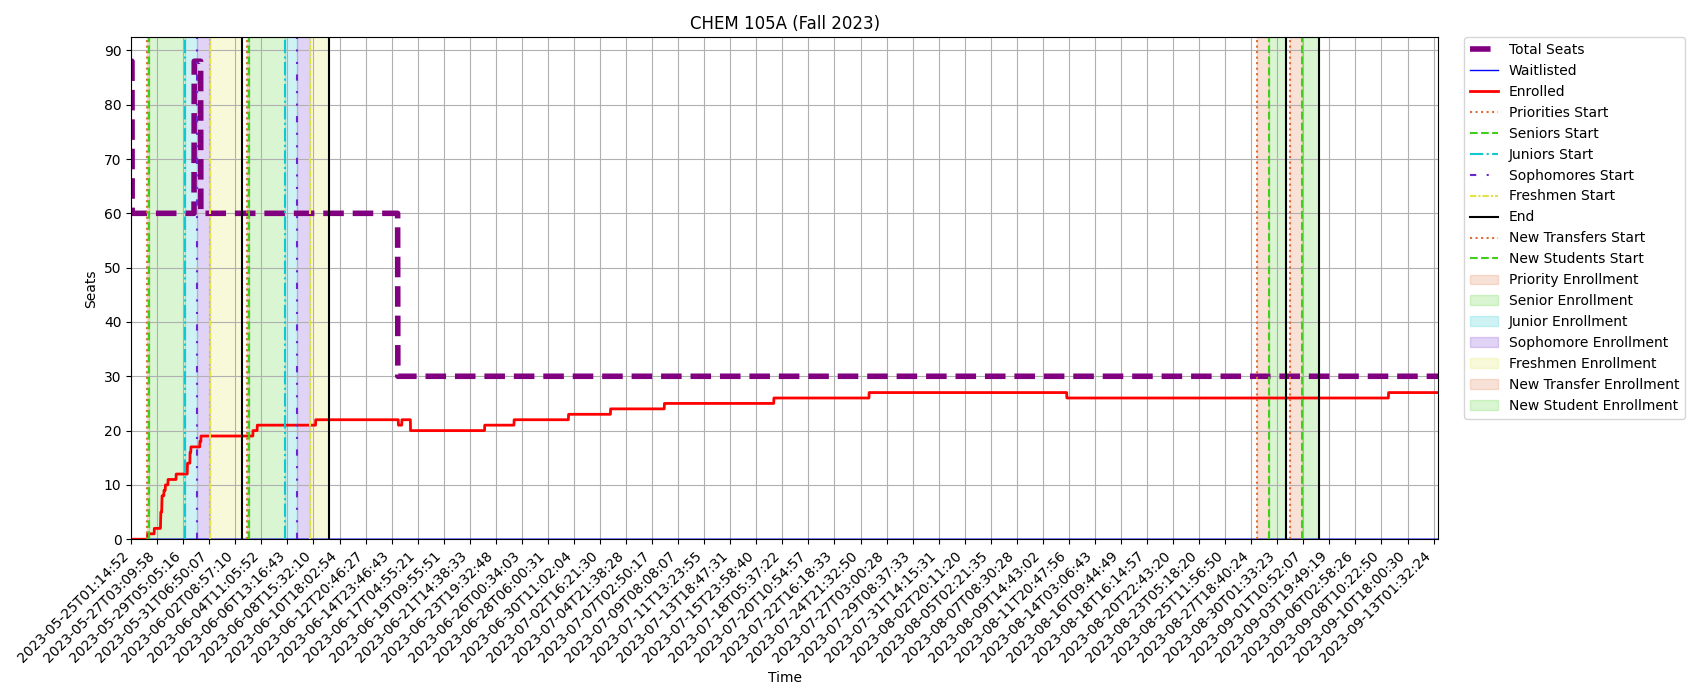 CHEM 105A (Fall 2023)
Seats
90
80
70
60
50
40
30
20
10
0
2023-05-25T01:14:52
2023-05-27T03:09:58
2023-05-29T05:05:16
2023-05-31T06:50:07
2023-06-02T08:57:10
2023-06-04T11:05:52
2023-06-06T13:16:43
2023-06-08T15:32:10
2023-06-10T18:02:54
2023-06-12T20:46:27
2023-06-14T23:46:43
2023-06-17T04:55:21
2023-06-19T09:55:51
2023-06-21T14:38:33
2023-06-23T19:32:48
2023-06-26T00:34:03
2023-06-28T06:00:31
2023-06-30T11:02:04
2023-07-02T16:21:30
2023-07-04T21:38:28
2023-07-07T02:50:17
2023-07-09T08:08:07
2023-07-11T13:23:55
2023-07-13T18:47:31
2023-07-15T23:58:40
2023-07-18T05:37:22
2023-07-20T10:54:57
2023-07-22T16:18:33
2023-07-24T21:32:50
2023-07-27T03:00:28
2023-07-29T08:37:33
2023-07-31T14:15:31
2023-08-02T20:11:20
2023-08-05T02:21:35
2023-08-07T08:30:28
2023-08-09T14:43:02
2023-08-11T20:47:56
2023-08-14T03:06:43
2023-08-16T09:44:49
2023-08-18T16:14:57
2023-08-20T22:43:20
2023-08-23T05:18:20
2023-08-25T11:56:50
2023-08-27T18:40:24
2023-08-30T01:33:23
2023-09-01T10:52:07
2023-09-03T19:49:19
2023-09-06T02:58:26
2023-09-08T10:22:50
2023-09-10T18:00:30
2023-09-13T01:32:24
Time
Total Seats
Waitlisted
Enrolled
Priorities Start
Seniors Start
Juniors Start
Sophomores Start
Freshmen Start
End
New Transfers Start
New Students Start
Priority Enrollment
Senior Enrollment
Junior Enrollment
Sophomore Enrollment
Freshmen Enrollment
New Transfer Enrollment
New Student Enrollment